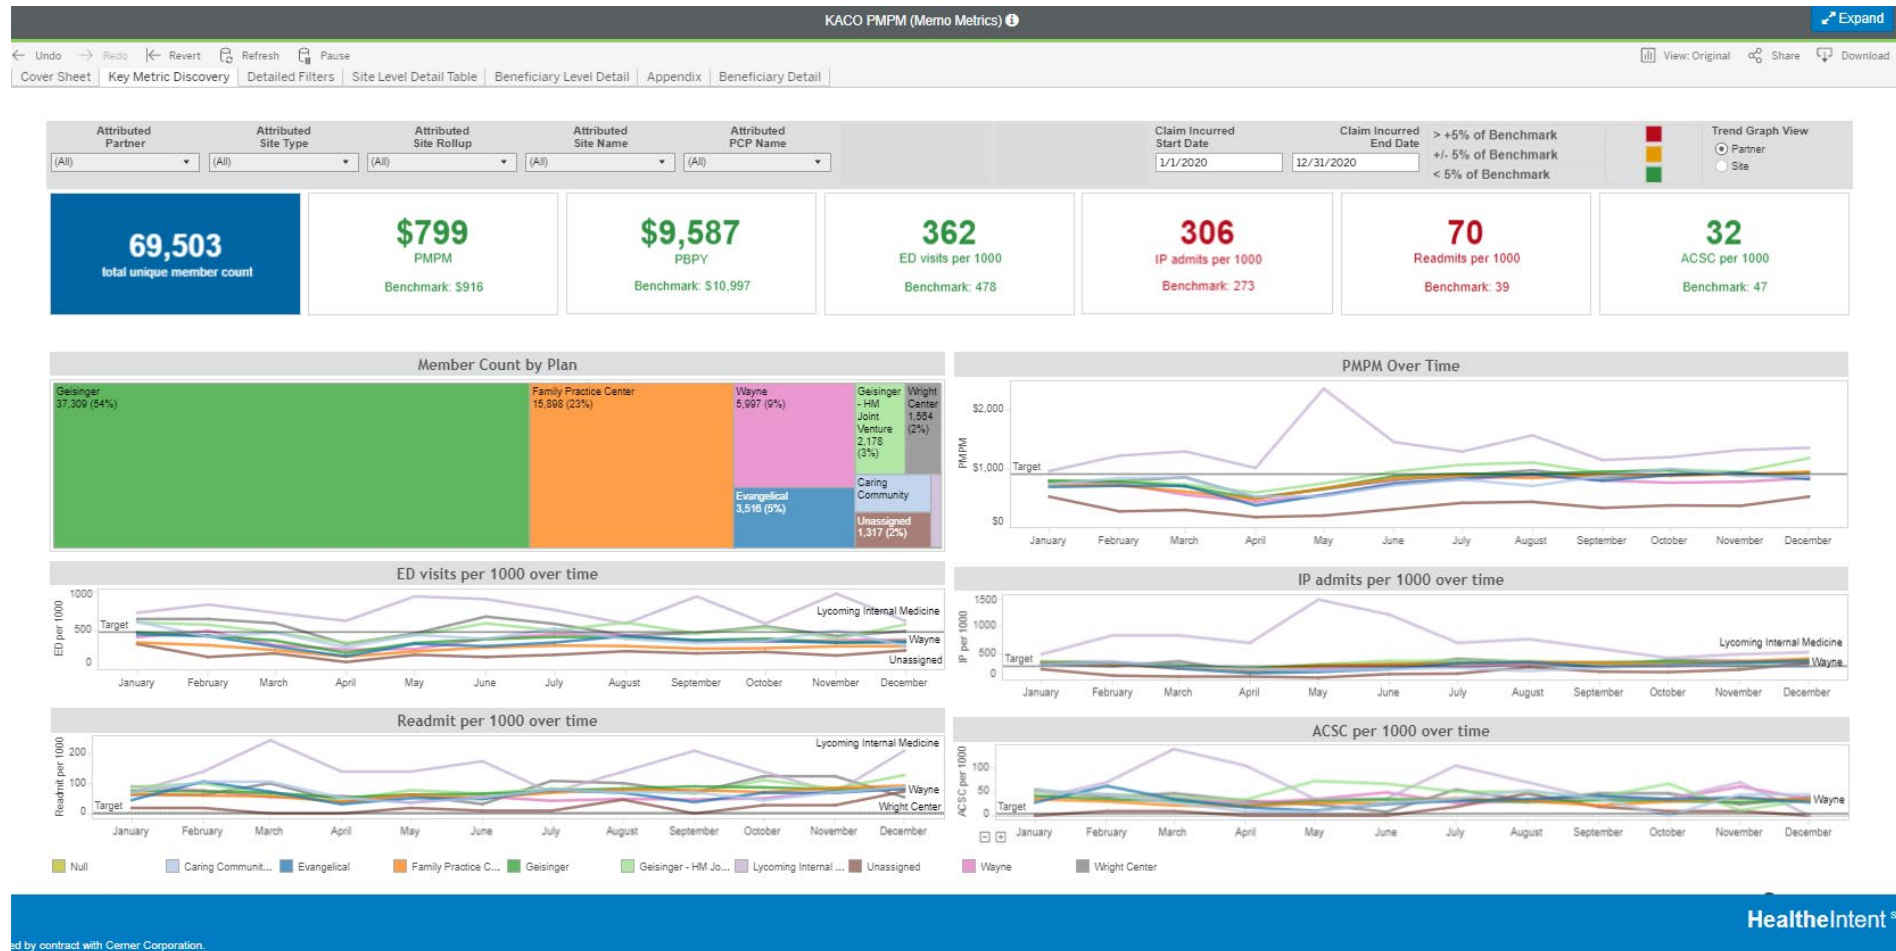 KACO PMPM (Memo Metrics)
Expand
Undo Redo Revert Refresh Pause
View: Original Share Download
Cover Sheet Key Metric Discovery Detailed Filters Site Level Detail Table Beneficiary Level Detail Appendix Beneficiary Detail
Attributed Partner
(All)
Attributed Site Type
(All)
Attributed Site Rollup
(All)
Attributed Site Name
(All)
Attributed PCP Name
(All)
Claim Incurred Start Date
1/1/2020
Claim Incurred End Date
12/31/2020
> +5% of Benchmark
+/- 5% of Benchmark
< 5% of Benchmark
Trend Graph View
Partner
Site
69,503
total unique member count
$799
PMPM
Benchmark: $916
$9,587
PBPY
Benchmark: $10,997
362
ED visits per 1000
Benchmark: 478
306
IP admits per 1000
Benchmark: 273
70
Readmits per 1000
Benchmark: 39
32
ACSC per 1000
Benchmark: 47
Member Count by Plan
Geisinger
37,309 (54%)
Family Practice Center
15,898 (23%)
Wayne
5,997 (9%)
Evangelical
3,516 (5%)
Geisinger
- HM
Joint
Venture
2,178
(3%)
Wright
Center
1,564
(2%)
Caring
Community
Unassigned
1,317 (2%)
PMPM Over Time
PMPM
$2,000
$1,000
$0
Target
January February March April May June July August September October November December
ED visits per 1000 over time
ED per 1000
1000
500
0
Target
Lycoming Internal Medicine
Wayne
Unassigned
January February March April May June July August September October November December
IP admits per 1000 over time
IP per 1000
1500
1000
500
0
Target
Lycoming Internal Medicine
Wayne
January February March April May June July August September October November December
Readmit per 1000 over time
Readmit per 1000
200
100
0
Target
Lycoming Internal Medicine
Wayne
Wright Center
January February March April May June July August September October November December
ACSC per 1000 over time
ACSC per 1000
100
50
0
Target
Wayne
January February March April May June July August September October November December
Null Caring Communit... Evangelical Family Practice C... Geisinger Geisinger - HM Jo... Lycoming Internal ... Unassigned Wayne Wright Center
HealtheIntent
ed by contract with Cerner Corporation.